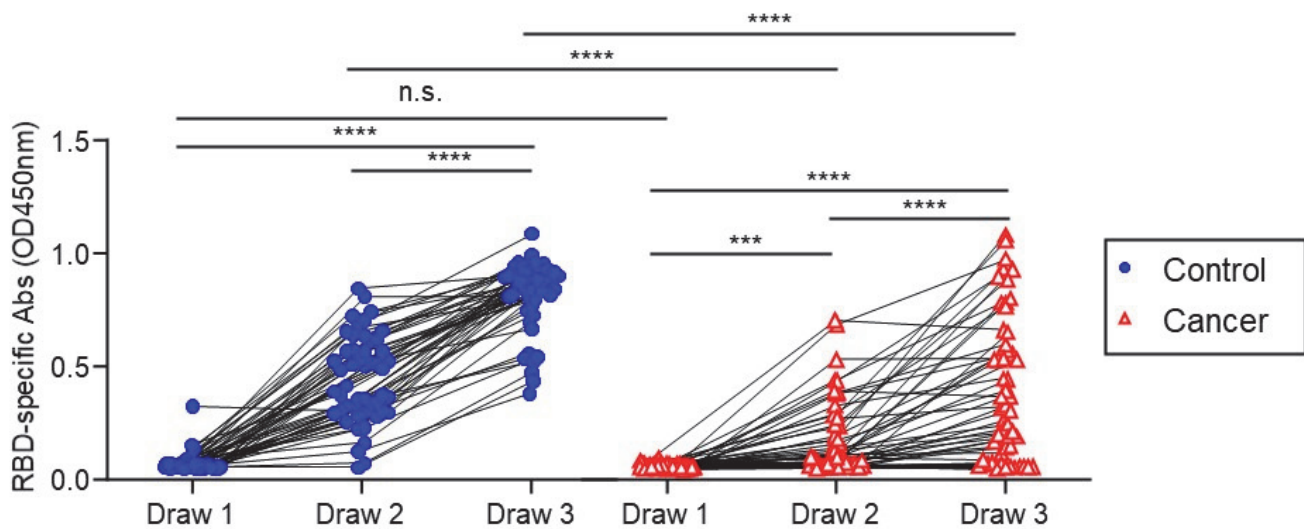 ****
****
n.s.
****
****
****
****
***
RBD-specific Abs (OD450nm)
1.5
1.0
0.5
0.0
Draw 1 Draw 2 Draw 3 Draw 1 Draw 2 Draw 3
Control
Cancer